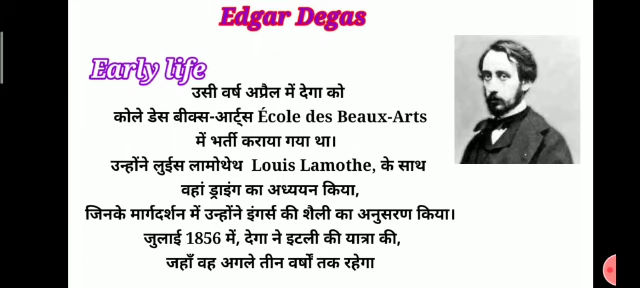 Edgar Degas
Early life
उसी वर्ष अप्रैल में देगा को
कोले डेस बीक्स-आर्ट्स École des Beaux-Arts
में भर्ती कराया गया था।
उन्होंने लुईस लामोथेथ Louis Lamothe, के साथ
वहां ड्राइंग का अध्ययन किया,
जिनके मार्गदर्शन में उन्होंने इंगर्स की शैली का अनुसरण किया।
जुलाई 1856 में, देगा ने इटली की यात्रा की,
जहाँ वह अगले तीन वर्षों तक रहेगा